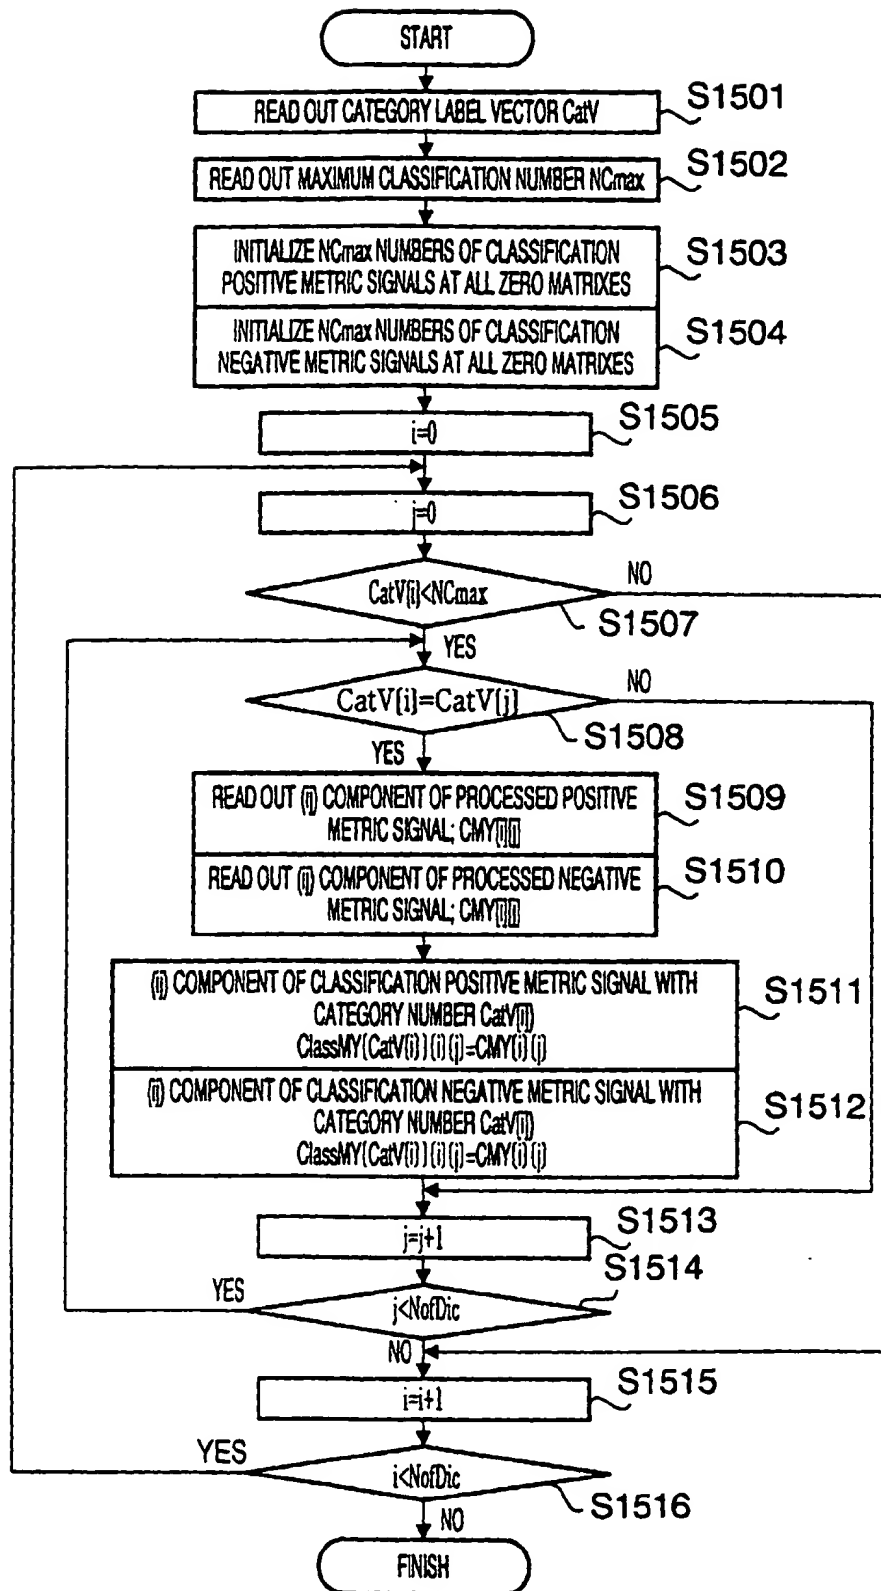 START
READ OUT CATEGORY LABEL VECTOR CatV
S1501
READ OUT MAXIMUM CLASSIFICATION NUMBER NCmax
S1502
INITIALIZE NCmax NUMBERS OF CLASSIFICATION
POSITIVE METRIC SIGNALS AT ALL ZERO MATRIXES
S1503
INITIALIZE NCmax NUMBERS OF CLASSIFICATION
NEGATIVE METRIC SIGNALS AT ALL ZERO MATRIXES
S1504
i=0
S1505
j=0
S1506
CatV[i]<NCmax
NO
S1507
YES
CatV[i]=CatV[j]
NO
S1508
YES
READ OUT (ij) COMPONENT OF PROCESSED POSITIVE
METRIC SIGNAL; CMY[i][j]
S1509
READ OUT (ij) COMPONENT OF PROCESSED NEGATIVE
METRIC SIGNAL; CMY[i][j]
S1510
(ij) COMPONENT OF CLASSIFICATION POSITIVE METRIC SIGNAL WITH
CATEGORY NUMBER CatV[i])
ClassMY(CatV(i))(i)(j)=CMY(i)(j)
S1511
(ij) COMPONENT OF CLASSIFICATION NEGATIVE METRIC SIGNAL WITH
CATEGORY NUMBER CatV[i])
ClassMY(CatV(i))(i)(j)=CMY(i)(j)
S1512
j=j+1
S1513
YES
j<NofDic
S1514
NO
i=i+1
S1515
YES
i<NofDic
S1516
NO
FINISH